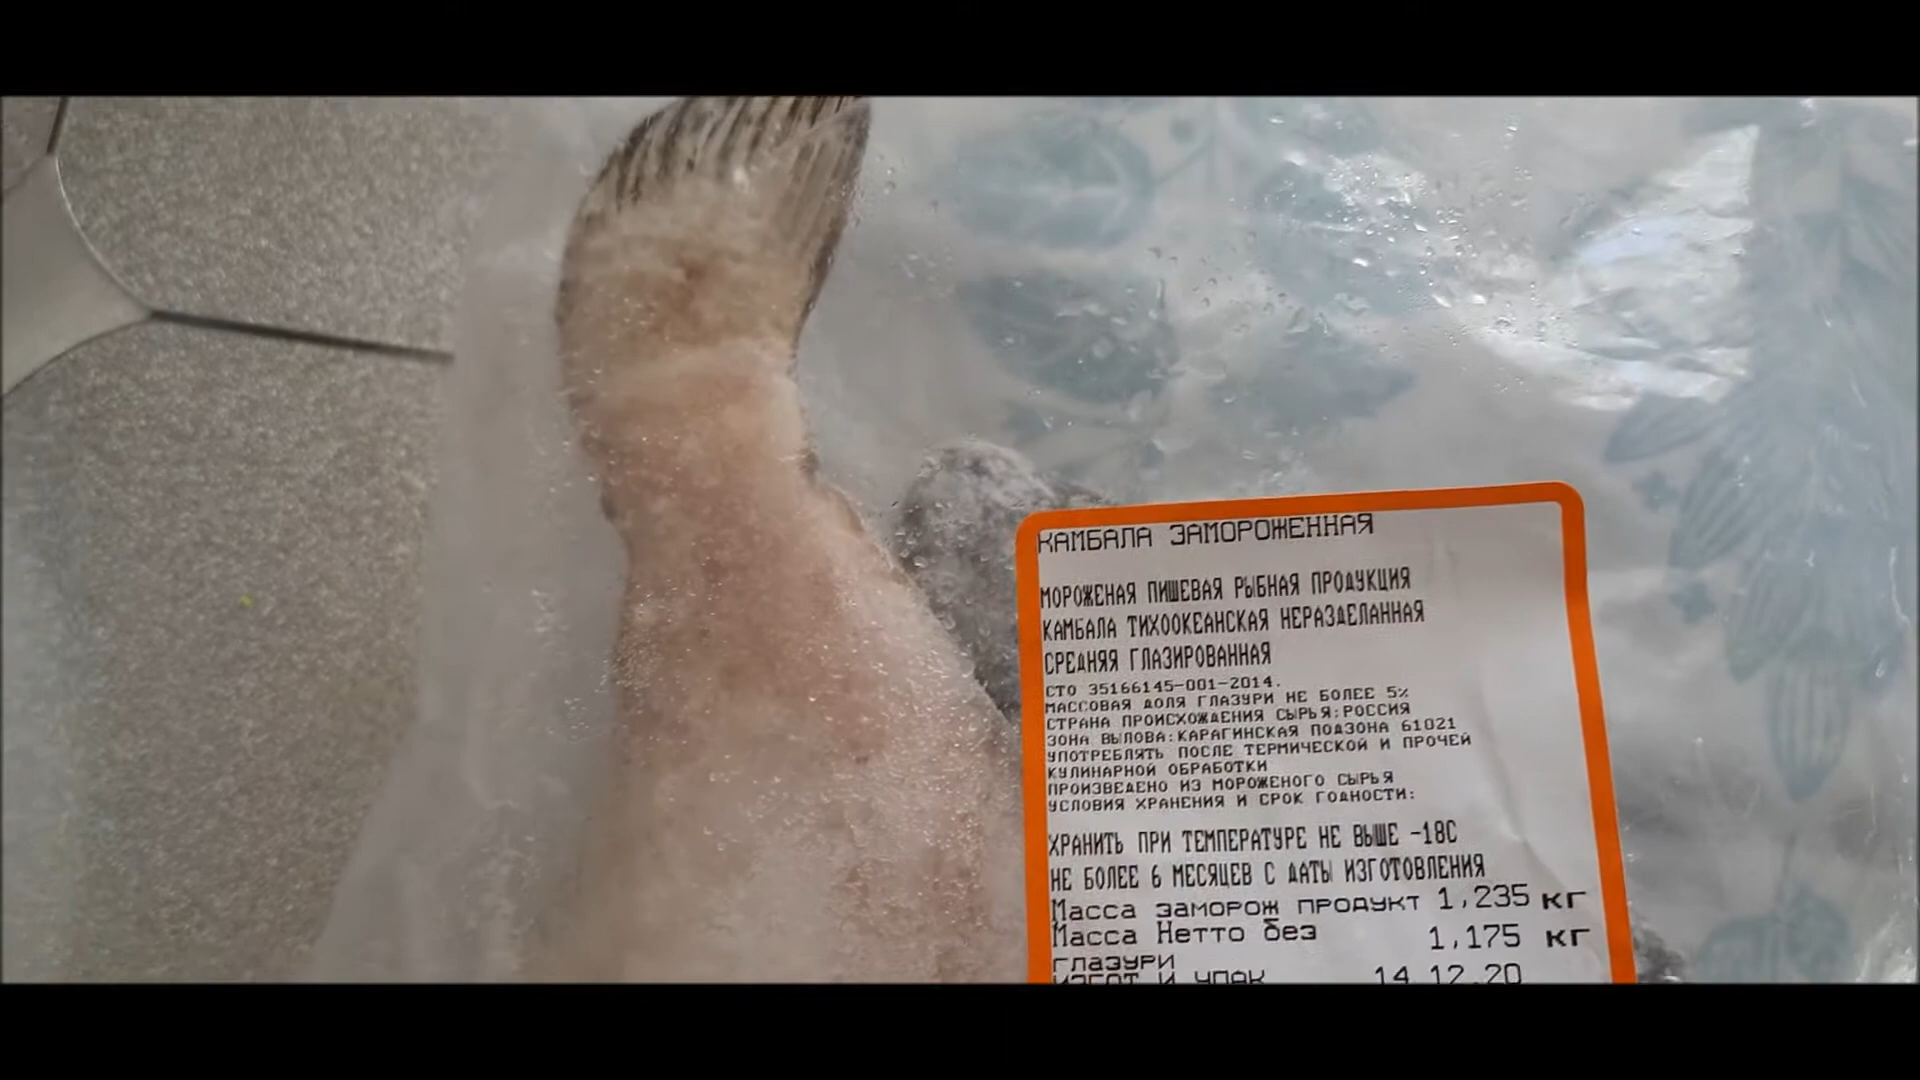 КАМБАЛА ЗАМОРОЖЕННАЯ
МОРОЖЕНАЯ ПИШЕВАЯ РЫБНАЯ ПРОДУКЦИЯ
КАМБАЛА ТИХООКЕАНСКАЯ НЕРАЗДЕЛАННАЯ
СРЕДНЯЯ ГЛАЗИРОВАННАЯ
СТО 35166145-001-2014.
МАССОВАЯ ДОЛЯ ГЛАЗУРИ НЕ БОЛЕЕ 5%
СТРАНА ПРОИСХОЖДЕНИЯ СЫРЬЯ:РОССИЯ
ЗОНА ВЫЛОВА:КАРАГИНСКАЯ ПОДЗОНА 61021
УПОТРЕБЛЯТЬ ПОСЛЕ ТЕРМИЧЕСКОЙ И ПРОЧЕЙ
КУЛИНАРНОЙ ОБРАБОТКИ
ПРОИЗВЕДЕНО ИЗ МОРОЖЕНОГО СЫРЬЯ
УСЛОВИЯ ХРАНЕНИЯ И СРОК ГОДНОСТИ:
ХРАНИТЬ ПРИ ТЕМПЕРАТУРЕ НЕ ВЫШЕ -18С
НЕ БОЛЕЕ 6 МЕСЯЦЕВ С ДАТЫ ИЗГОТОВЛЕНИЯ
Масса заморож продукт 1,235 кг
Масса Нетто без 1,175 кг
глазури
ИЗГОТ И УПАК 14.12.20